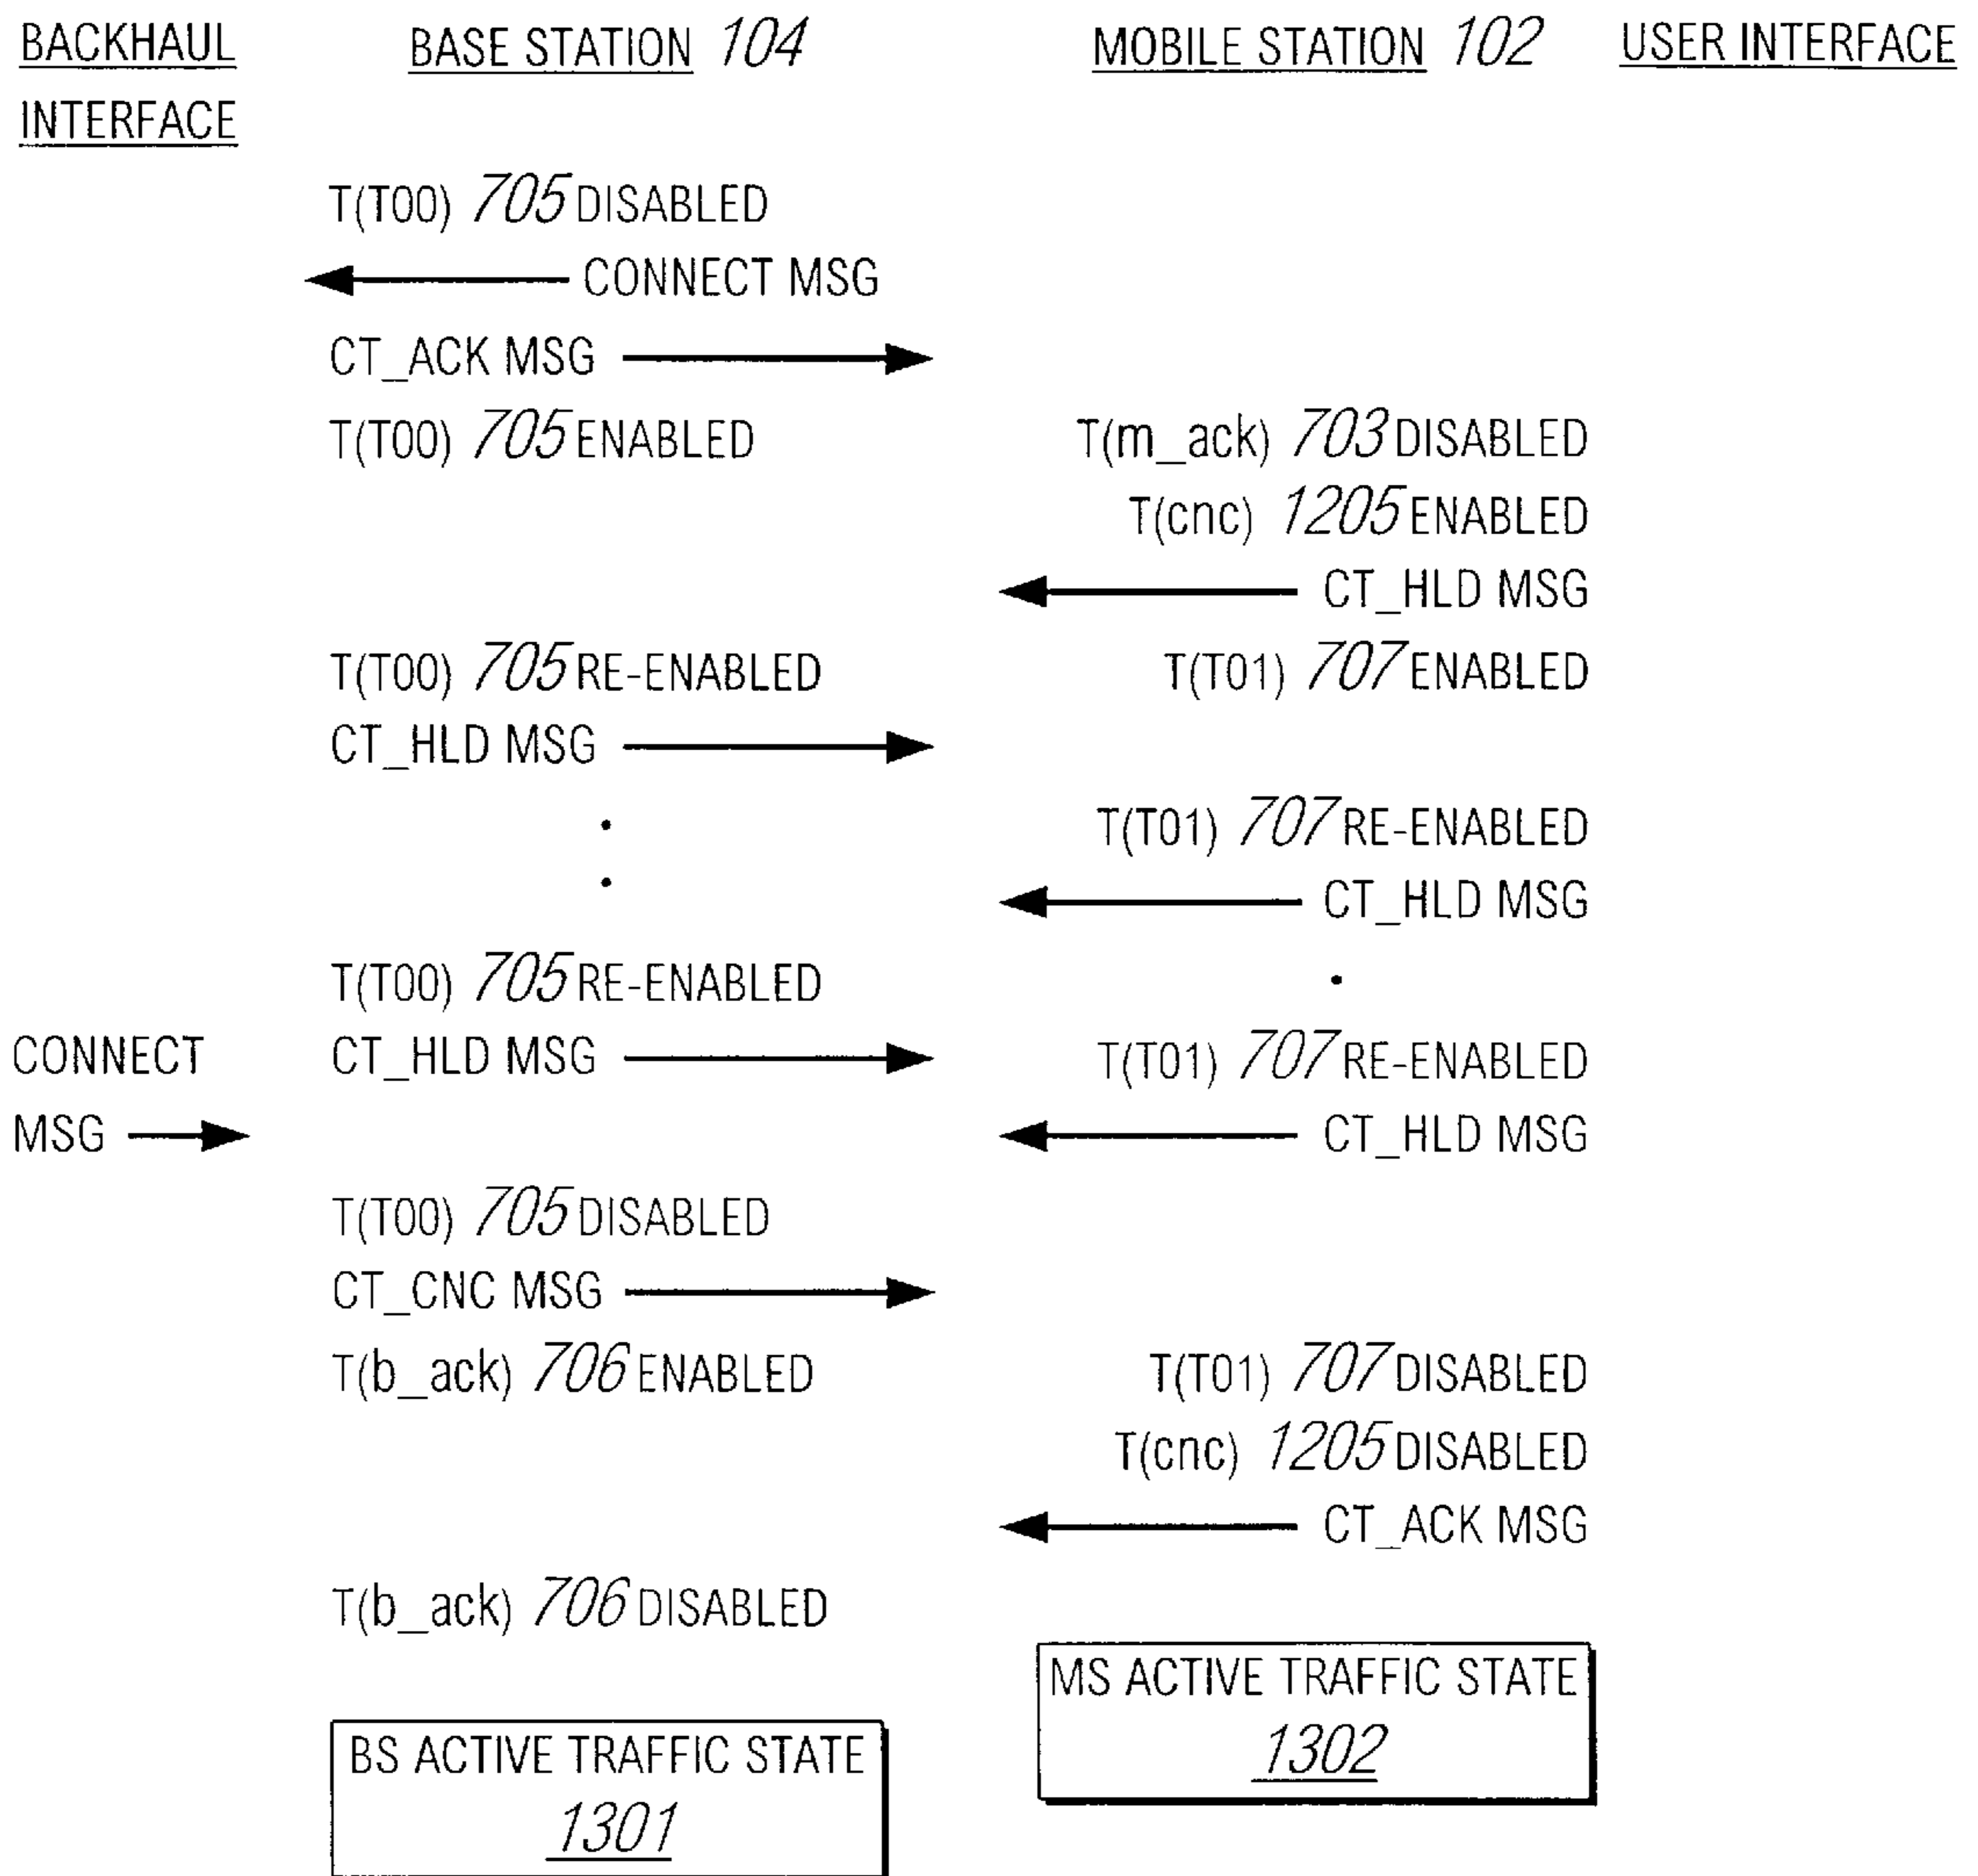 BACKHAUL BASE STATION 104 MOBILE STATION 102 USER INTERFACE
INTERFACE
T(T00) 705 DISABLED
CONNECT MSG
CT_ACK MSG
T(T00) 705 ENABLED T(m_ack) 703 DISABLED
T(cnc) 1205 ENABLED
CT_HLD MSG
T(T00) 705 RE-ENABLED T(T01) 707 ENABLED
CT_HLD MSG
T(T01) 707 RE-ENABLED
CT_HLD MSG
T(T00) 705 RE-ENABLED
CONNECT CT_HLD MSG T(T01) 707 RE-ENABLED
MSG CT_HLD MSG
T(T00) 705 DISABLED
CT_CNC MSG
T(b_ack) 706 ENABLED T(T01) 707 DISABLED
T(cnc) 1205 DISABLED
CT_ACK MSG
T(b_ack) 706 DISABLED
MS ACTIVE TRAFFIC STATE
1302
BS ACTIVE TRAFFIC STATE
1301